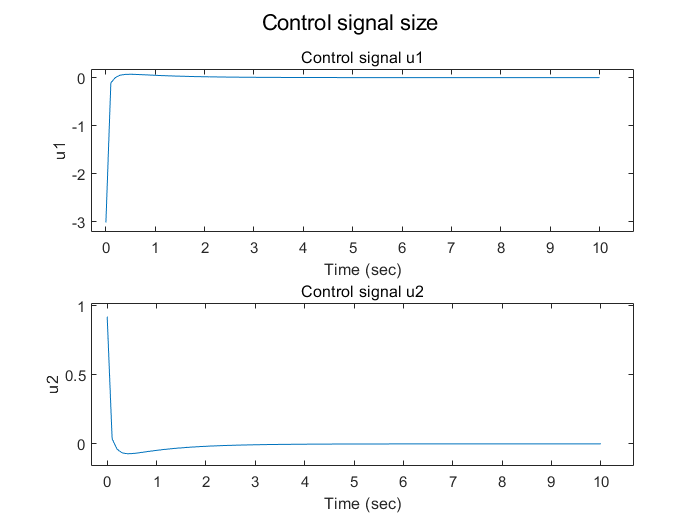 Control signal size
Control signal u1
0
-1
-2
-3
u1
0 1 2 3 4 5 6 7 8 9 10
Time (sec)
Control signal u2
1
0.5
0
u2
0 1 2 3 4 5 6 7 8 9 10
Time (sec)